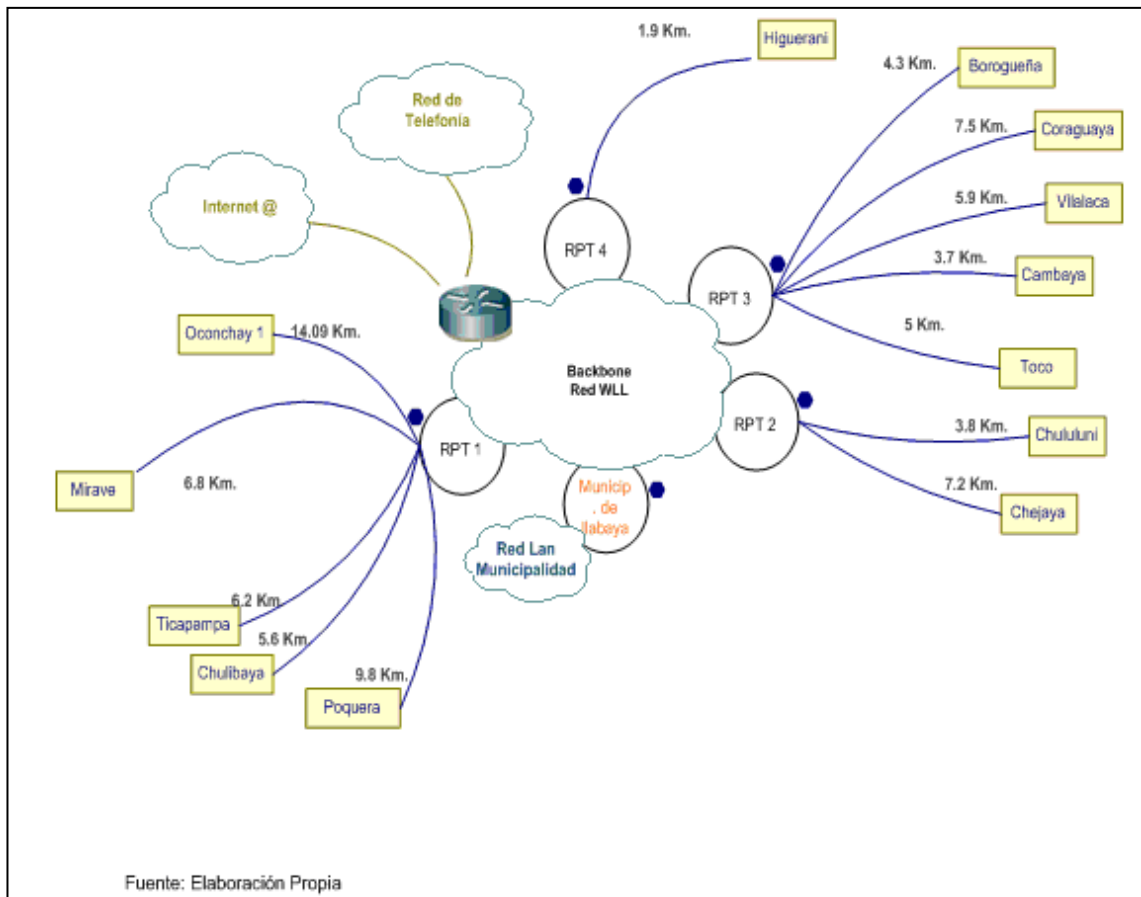 1.9 Km.
Higuerani
4.3 Km.
Borogueña
Red de
Telefonía
7.5 Km.
Coraguaya
Internet @
5.9 Km.
Vilalaca
RPT 4
3.7 Km.
Cambaya
RPT 3
Oconchay 1
14.09 Km.
5 Km.
Toco
Backbone
Red WLL
RPT 2
3.8 Km.
Chululuni
RPT 1
Mirave
6.8 Km.
7.2 Km.
Chejaya
Municip
. de
Ilabaya
Red Lan
Municipalidad
6.2 Km.
Ticapampa
5.6 Km.
Chulibaya
9.8 Km.
Poquera
Fuente: Elaboración Propia